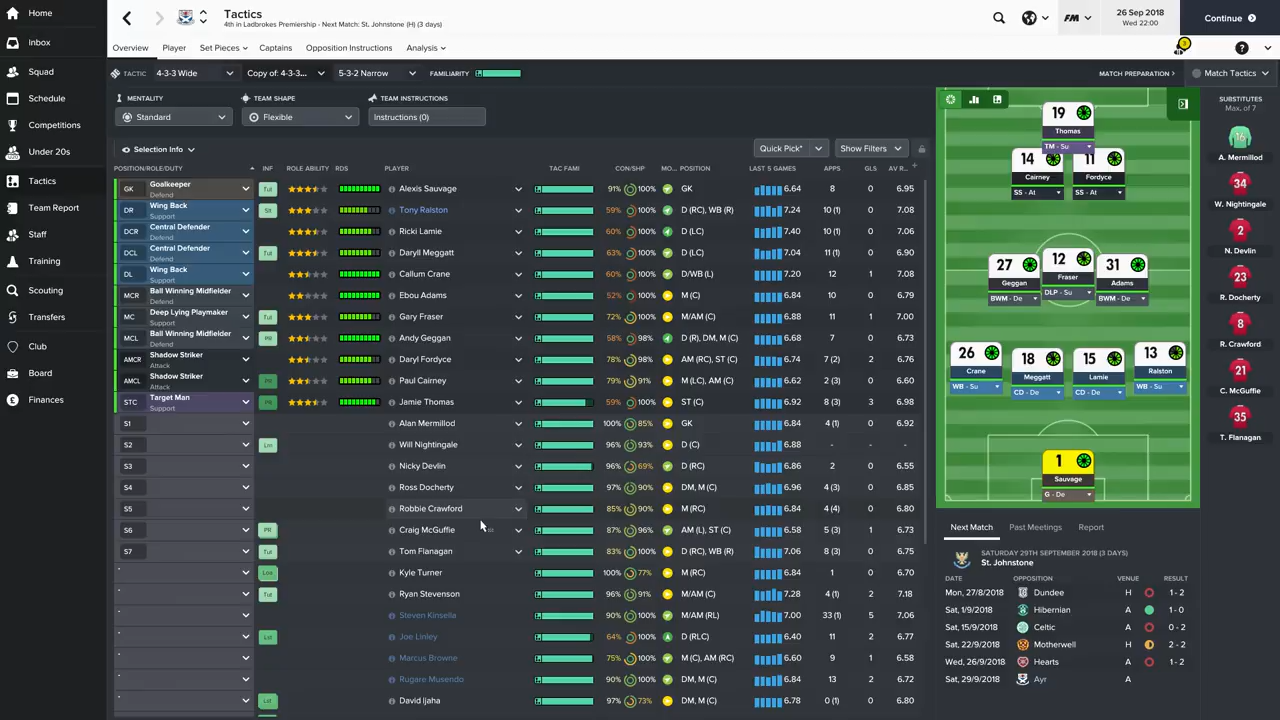 Home
Inbox
Squad
Schedule
Competitions
Under 20s
Tactics
Team Report
Staff
Training
Scouting
Transfers
Club
Board
Finances
Tactics
4th in Ladbrokes Premiership - Next Match: St. Johnstone (H) (3 days)
FM
26 Sep 2018
Wed 22:00
Continue
Overview Player Set Pieces Captains Opposition Instructions Analysis
3
?
TACTIC 4-3-3 Wide Copy of: 4-3-3... 5-3-2 Narrow FAMILIARITY
MATCH PREPARATION > Match Tactics
MENTALITY TEAM SHAPE TEAM INSTRUCTIONS
Standard Flexible Instructions (0)
Selection Info Quick Pick* Show Filters
POSITION/ROLE/DUTY INF ROLE ABILITY RDS PLAYER TAC FAMI CON/SHP MO... POSITION LAST 5 GAMES APPS GLS AV R...
GK Goalkeeper Defend Tut Alexis Sauvage 91% 100% GK 6.64 8 0 6.95
DR Wing Back Support Tony Ralston 59% 100% D (RC), WB (R) 7.24 10 (1) 0 7.08
DCR Central Defender Defend Ricki Lamie 60% 100% D (LC) 7.40 10 (1) 0 7.06
DCL Central Defender Defend Tut Daryll Meggatt 63% 100% D (LC) 7.04 11 (1) 0 6.90
DL Wing Back Support Callum Crane 60% 100% D/WB (L) 7.20 12 1 7.08
MCR Ball Winning Midfielder Defend Ebou Adams 52% 100% M (C) 6.84 10 0 6.79
MC Deep Lying Playmaker Support Tut Gary Fraser 72% 100% M/AM (C) 6.88 11 1 7.00
MCL Ball Winning Midfielder Defend PR Andy Geggan 58% 98% D (R), DM, M (C) 6.68 7 0 6.73
AMCR Shadow Striker Attack Daryl Fordyce 78% 98% AM (RC), ST (C) 6.74 7 (2) 2 6.76
AMCL Shadow Striker Attack PR Paul Cairney 79% 91% M (LC), AM (C) 6.62 2 (3) 0 6.60
STC Target Man Support PR Jamie Thomas 59% 100% ST (C) 6.92 8 (3) 3 6.98
S1 Alan Mermillod 100% 85% GK 6.84 4 (1) 0 6.92
S2 Lrn Will Nightingale 96% 93% D (C) 6.88 - - -
S3 Nicky Devlin 96% 69% D (RC) 6.86 2 0 6.55
S4 Ross Docherty 97% 90% DM, M (C) 6.96 4 (3) 0 6.85
S5 Robbie Crawford 85% 90% M (RC) 6.84 4 (4) 0 6.80
S6 PR Craig McGuffie 87% 96% AM (L), ST (C) 6.58 5 (3) 1 6.73
S7 Tut Tom Flanagan 83% 100% D (RC), WB (R) 7.06 8 (3) 0 6.75
Kyle Turner 100% 77% M (RC) 6.84 1 0 6.70
Tut Ryan Stevenson 96% 91% M/AM (C) 7.28 4 (1) 2 7.18
Steven Kinsella 90% 100% M/AM (RL) 7.00 33 (1) 5 7.06
Lst Joe Linley 64% 100% D (RLC) 6.40 11 2 6.77
Marcus Browne 75% 100% M (C), AM (RC) 6.60 9 1 6.58
Rugare Musendo 90% 100% DM, M (C) 6.84 13 2 6.72
Lst David Ijaha 97% 73% DM, M (C) 6.78 0 (1) 0 6.80
19
Thomas
TM - Su
14 11
Cairney Fordyce
SS - At SS - At
27 12 31
Geggan Fraser Adams
BWM - De DLP - Su BWM - De
26 18 15 13
Crane Meggatt Lamie Ralston
WB - Su CD - De CD - De WB - Su
1
Sauvage
G - De
SUBSTITUTES
Max. of 7
16
A. Mermillod
34
W. Nightingale
2
N. Devlin
23
R. Docherty
8
R. Crawford
21
C. McGuffie
35
T. Flanagan
Next Match Past Meetings Report
SATURDAY 29TH SEPTEMBER 2018 (3 DAYS)
St. Johnstone
DATE OPPOSITION VENUE FORM RESULT
Mon, 27/8/2018 Dundee H 1 - 2
Sat, 1/9/2018 Hibernian A 1 - 0
Sat, 15/9/2018 Celtic A 0 - 2
Sat, 22/9/2018 Motherwell H 2 - 2
Wed, 26/9/2018 Hearts A 1 - 2
Sat, 29/9/2018 Ayr A